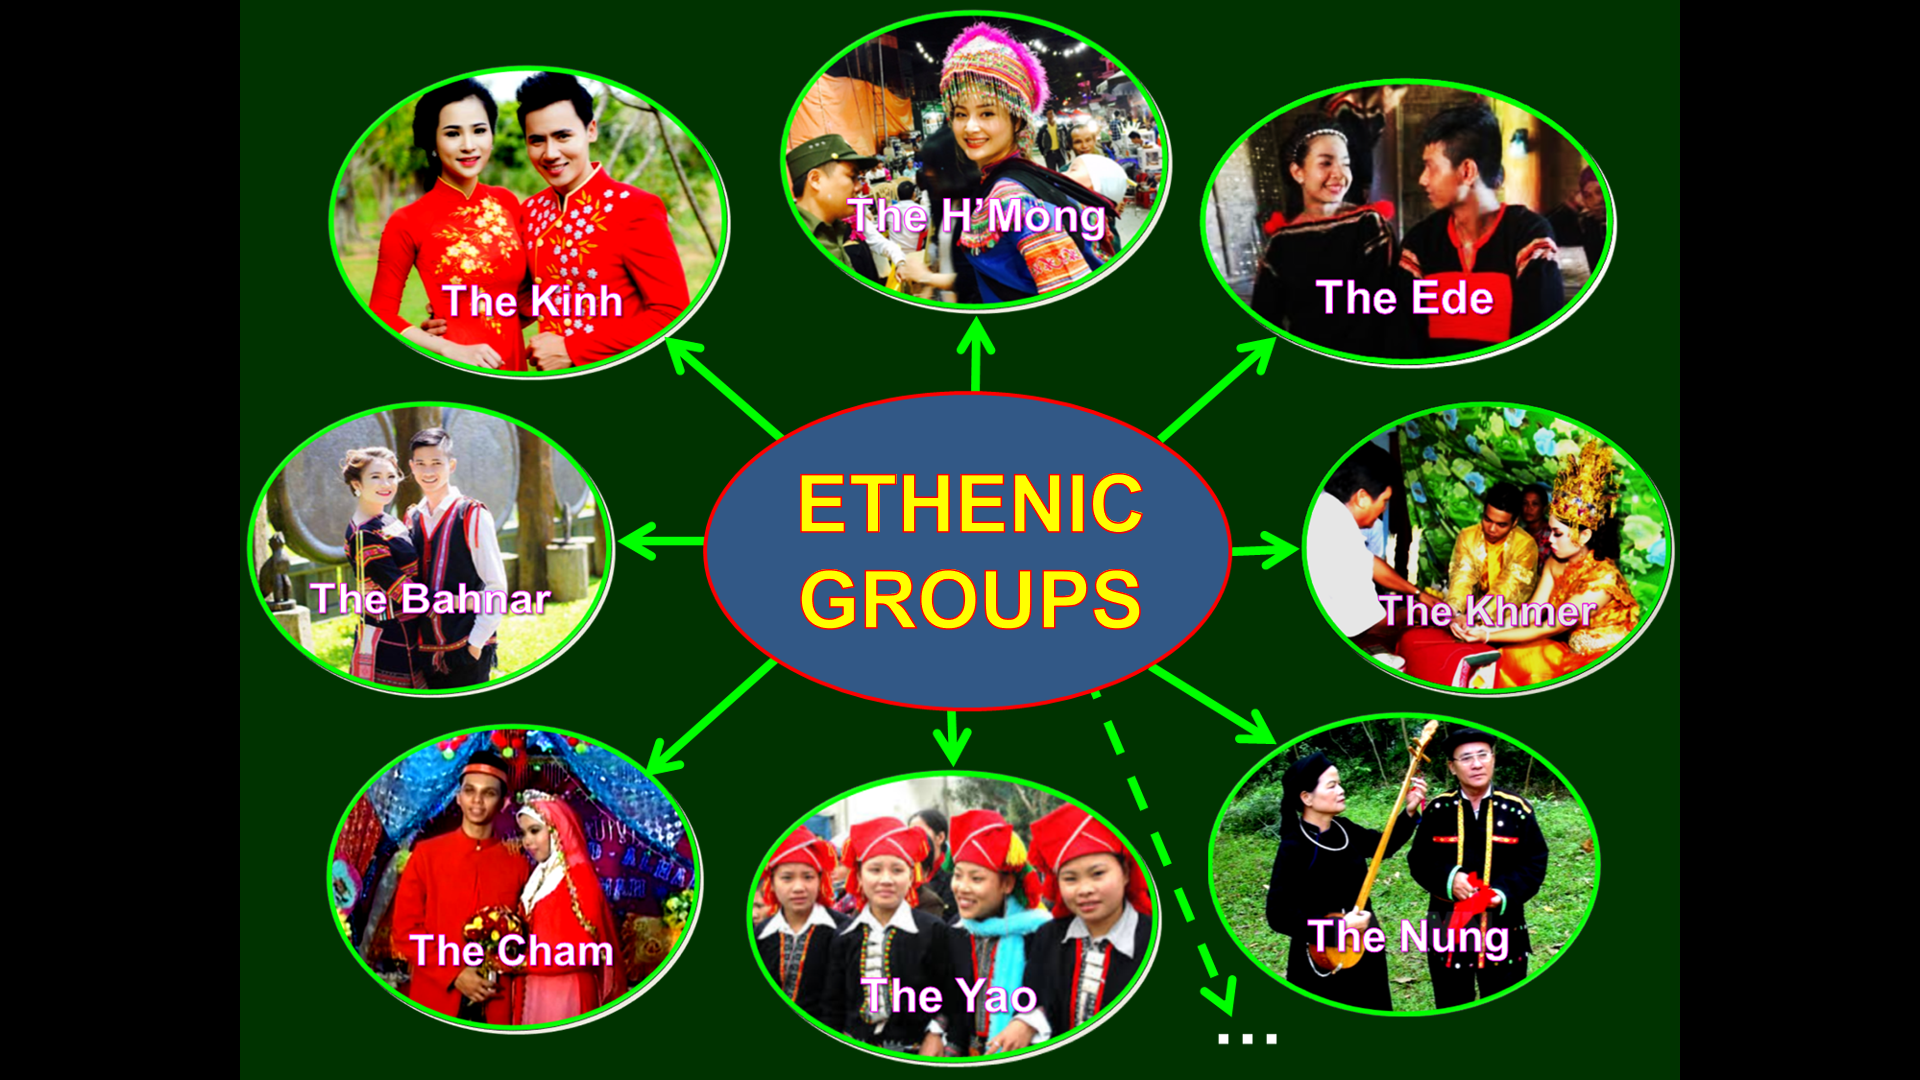 The H’Mong
The Kinh
The Ede
ETHENIC
GROUPS
The Bahnar
The Khmer
The Cham
The Yao
The Nung
...